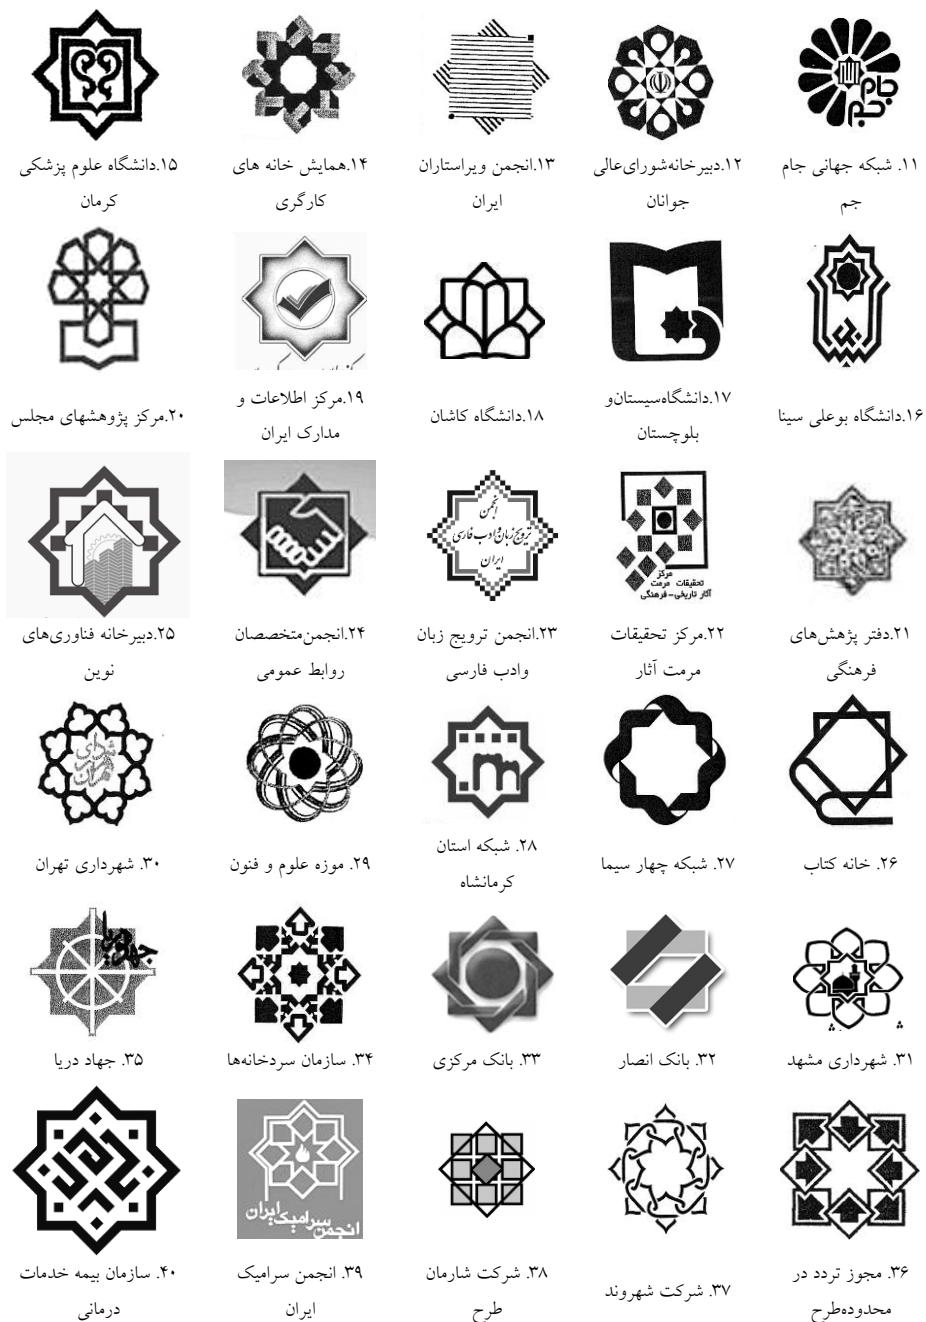 ۱۱. شبکه جهانی جام
جم
۱۲.دبیرخانه‌شورای‌عالی
جوانان
۱۳.انجمن ویراستاران
ایران
۱۴.همایش خانه های
کارگری
۱۵.دانشگاه علوم پزشکی
کرمان
۱۶.دانشگاه بوعلی سینا
۱۷.دانشگاه‌سیستان‌و
بلوچستان
۱۸.دانشگاه کاشان
۱۹.مرکز اطلاعات و
مدارک ایران
۲۰.مرکز پژوهشهای مجلس
مرکز
تحقیقات مرمت
آثار تاریخی – فرهنگی
انجمن
ترویج زبان و ادب فارسی
ایران
۲۱.دفتر پژهش‌های
فرهنگی
۲۲.مرکز تحقیقات
مرمت آثار
۲۳.انجمن ترویج زبان
وادب فارسی
۲۴.انجمن‌متخصصان
روابط عمومی
۲۵.دبیرخانه فناوری‌های
نوین
شهرداری
تهران
۲۶. خانه کتاب
۲۷. شبکه چهار سیما
۲۸. شبکه استان
کرمانشاه
۲۹. موزه علوم و فنون
۳۰. شهرداری تهران
جهاد دریا
۳۱. شهرداری مشهد
۳۲. بانک انصار
۳۳. بانک مرکزی
۳۴. سازمان سردخانه‌ها
۳۵. جهاد دریا
انجمن سرامیک ایران
۳۶. مجوز تردد در
محدوده‌طرح
۳۷. شرکت شهروند
۳۸. شرکت شارمان
طرح
۳۹. انجمن سرامیک
ایران
۴۰. سازمان بیمه خدمات
درمانی